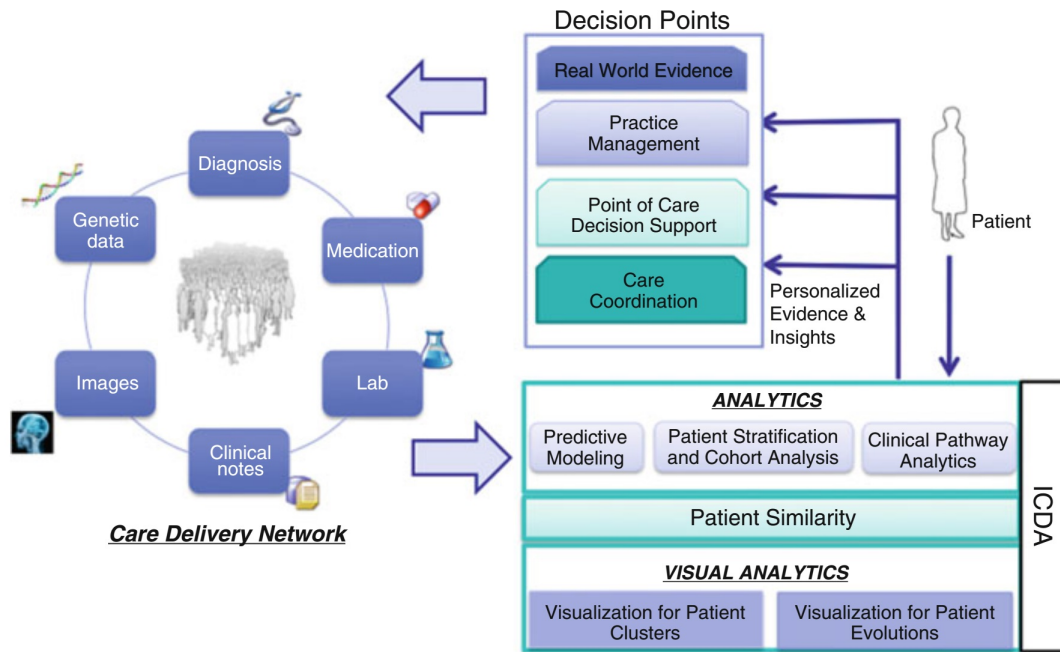 Decision Points
Real World Evidence
Practice
Management
Point of Care
Decision Support
Care
Coordination
Patient
Personalized
Evidence &
Insights
Diagnosis
Medication
Lab
Clinical
notes
Images
Genetic
data
Care Delivery Network
ANALYTICS
Predictive
Modeling
Patient Stratification
and Cohort Analysis
Clinical Pathway
Analytics
Patient Similarity
VISUAL ANALYTICS
Visualization for Patient
Clusters
Visualization for Patient
Evolutions
ICDA